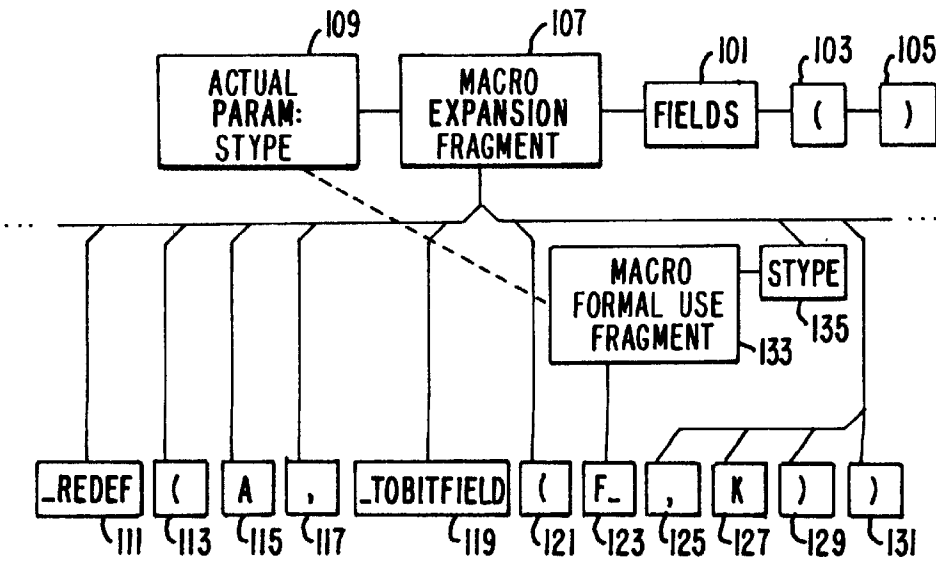 109 107 101 103 105
ACTUAL PARAM: STYPE
MACRO EXPANSION FRAGMENT
FIELDS ( )
MACRO FORMAL USE FRAGMENT
133
STYPE
135
_REDEF ( A , _TOBITFIELD ( F_ , K ) )
111 113 115 117 119 121 123 125 127 129 131